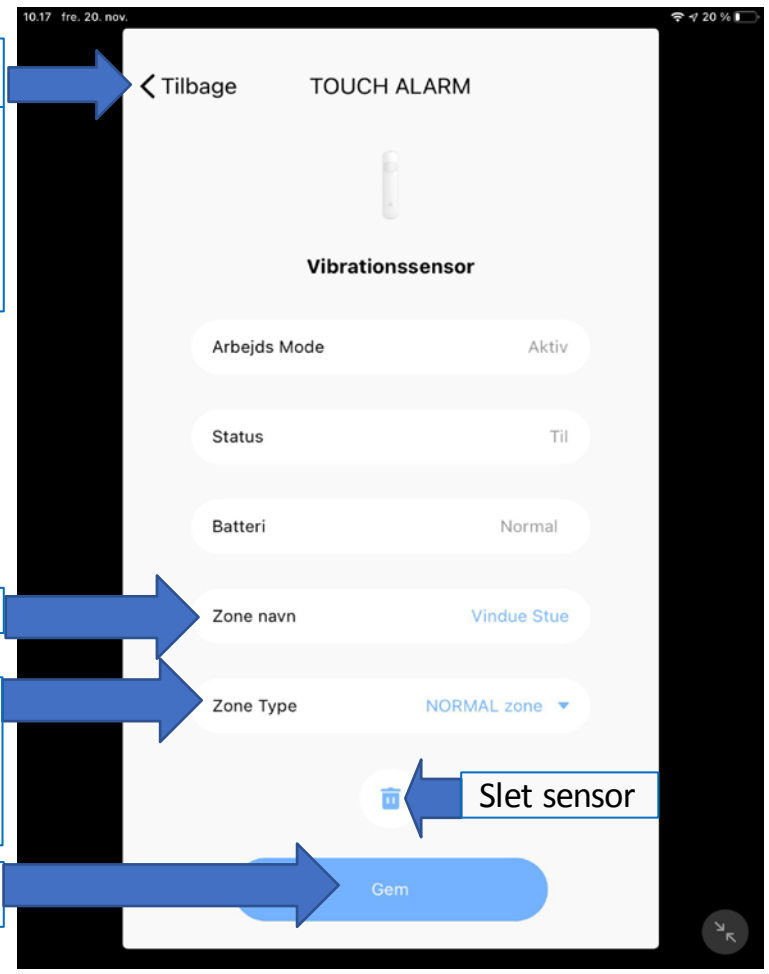 10.17 fre. 20. nov.
20 %
Tilbage
TOUCH ALARM
Vibrationssensor
Arbejds Mode Aktiv
Status Til
Batteri Normal
Zone navn Vindue Stue
Zone Type NORMAL zone
Slet sensor
Gem